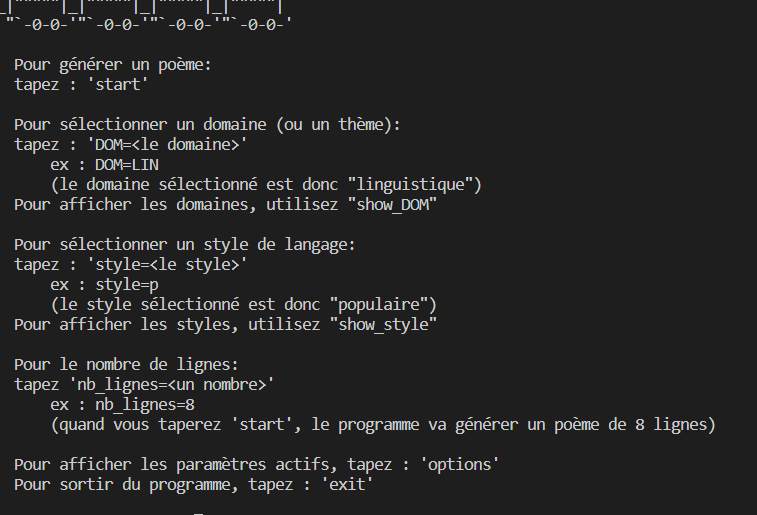 _|"""""|_|"""""|_|"""""|_|"""""|
"`-0-0-'"`-0-0-'"`-0-0-'"`-0-0-'
Pour générer un poème:
tapez : 'start'
Pour sélectionner un domaine (ou un thème):
tapez : 'DOM=<le domaine>'
ex : DOM=LIN
(le domaine sélectionné est donc "linguistique")
Pour afficher les domaines, utilisez "show_DOM"
Pour sélectionner un style de langage:
tapez : 'style=<le style>'
ex : style=p
(le style sélectionné est donc "populaire")
Pour afficher les styles, utilisez "show_style"
Pour le nombre de lignes:
tapez 'nb_lignes=<un nombre>'
ex : nb_lignes=8
(quand vous taperez 'start', le programme va générer un poème de 8 lignes)
Pour afficher les paramètres actifs, tapez : 'options'
Pour sortir du programme, tapez : 'exit'